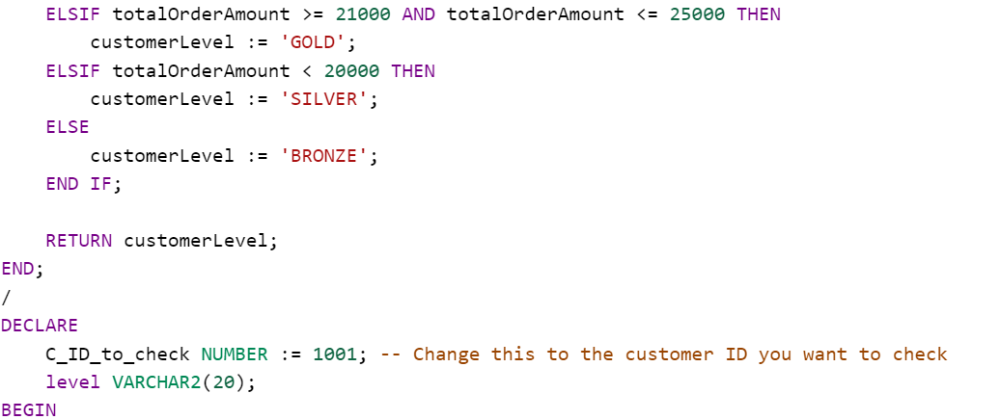 ELSIF totalOrderAmount >= 21000 AND totalOrderAmount <= 25000 THEN
        customerLevel := 'GOLD';
    ELSIF totalOrderAmount < 20000 THEN
        customerLevel := 'SILVER';
    ELSE
        customerLevel := 'BRONZE';
    END IF;

    RETURN customerLevel;
END;
/
DECLARE
    C_ID_to_check NUMBER := 1001; -- Change this to the customer ID you want to check
    level VARCHAR2(20);
BEGIN